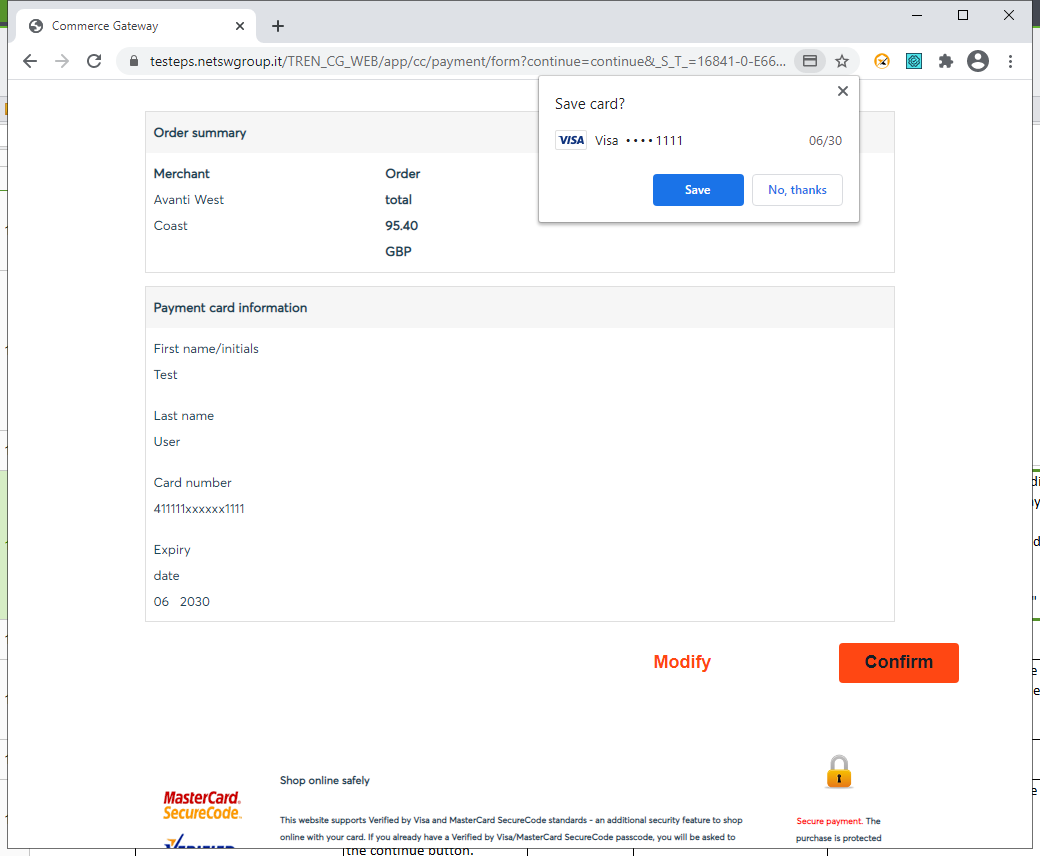 Commerce Gateway
testeps.netswgroup.it/TREN_CG_WEB/app/cc/payment/form?continue=continue&_S_T_=16841-0-E66...
Save card?
VISA Visa •••• 1111 06/30
Save No, thanks
Order summary
Merchant Order
Avanti West total
Coast 95.40
GBP
Payment card information
First name/initials
Test
Last name
User
Card number
411111xxxxxx1111
Expiry
date
06 2030
Modify Confirm
Shop online safely
MasterCard.
SecureCode.
This website supports Verified by Visa and MasterCard SecureCode standards - an additional security feature to shop
online with your card. If you already have a Verified by Visa/MasterCard SecureCode passcode, you will be asked to
Secure payment. The
purchase is protected
VERIFIED
the continue button.